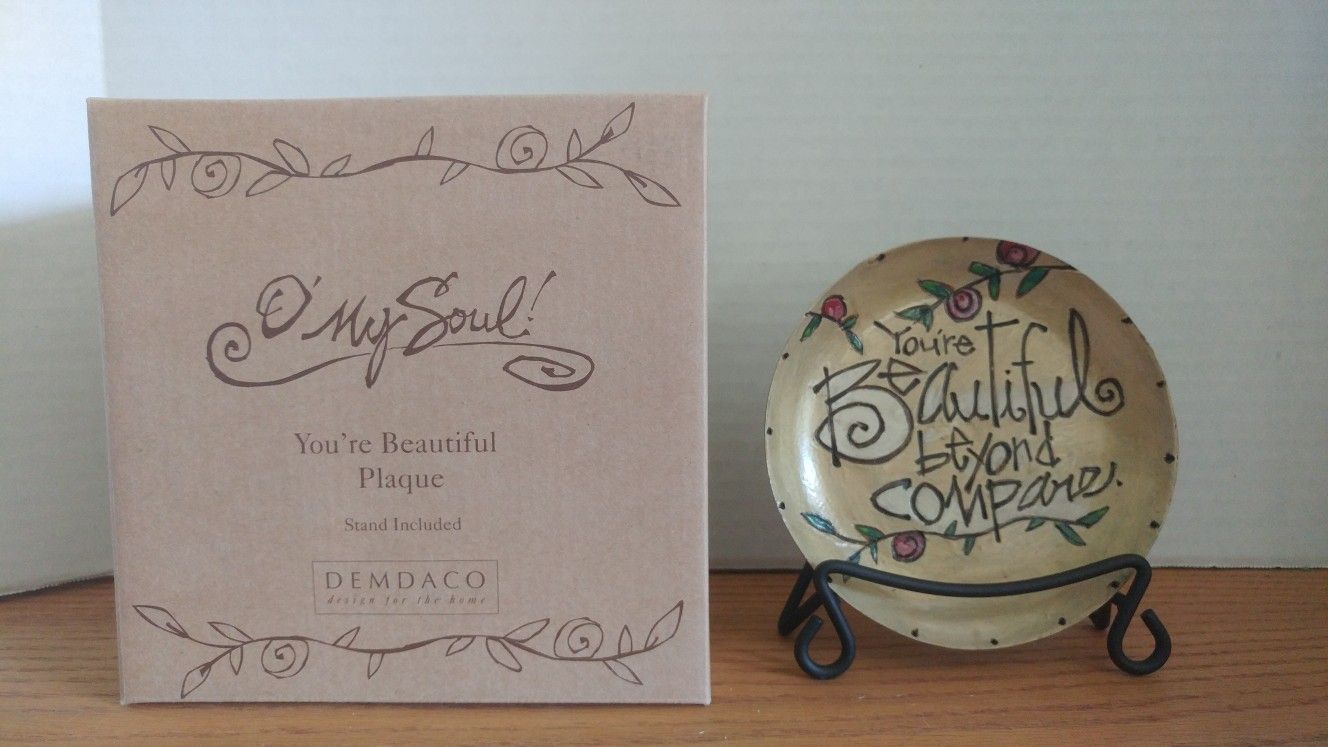 O' My Soul!
You're Beautiful
Plaque
Stand Included
DEMDACO
design for the home
You're
Beautiful
beyond
compare.